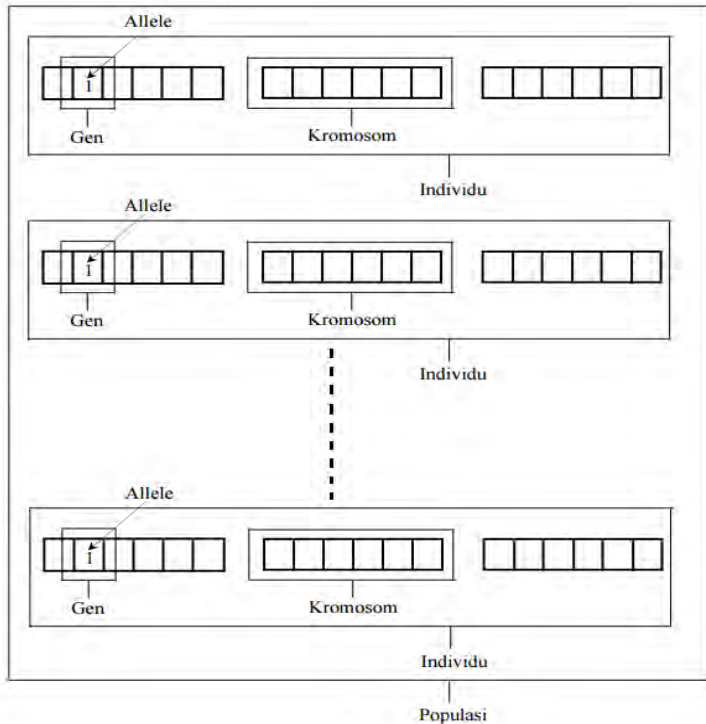 Allele
1
Gen
Kromosom
Individu
Allele
1
Gen
Kromosom
Individu
Allele
1
Gen
Kromosom
Individu
Populasi